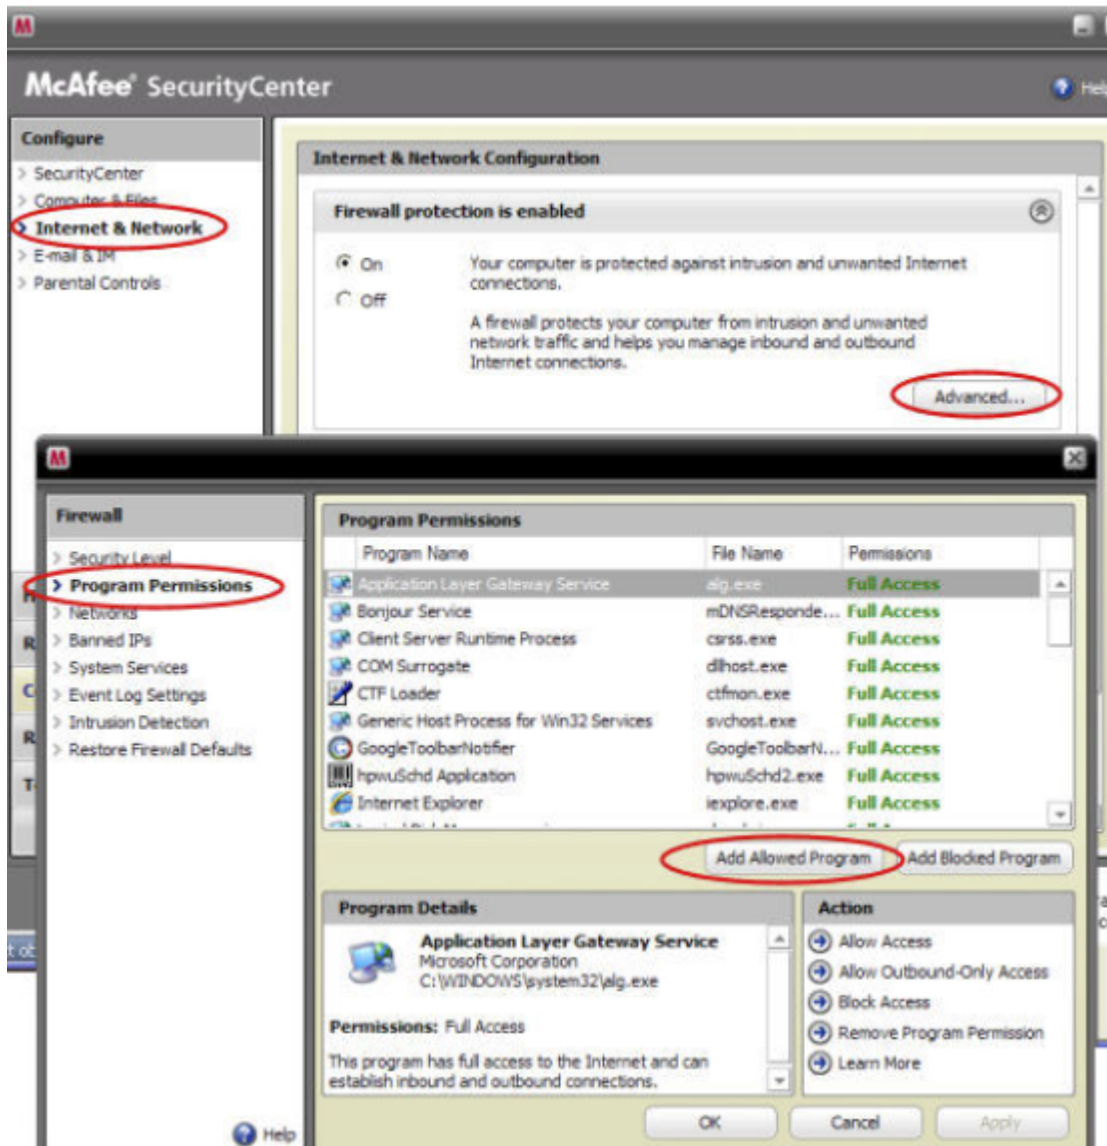 McAfee® SecurityCenter
Help
Configure
> SecurityCenter
> Computer & Files
> Internet & Network
> E-mail & IM
> Parental Controls
Internet & Network Configuration
Firewall protection is enabled
On
Off
Your computer is protected against intrusion and unwanted Internet
connections.
A firewall protects your computer from intrusion and unwanted
network traffic and helps you manage inbound and outbound
Internet connections.
Advanced...
Firewall
> Security Level
> Program Permissions
> Networks
> Banned IPs
> System Services
> Event Log Settings
> Intrusion Detection
> Restore Firewall Defaults
Help
Program Permissions
Program Name File Name Permissions
Application Layer Gateway Service alg.exe Full Access
Bonjour Service mDNSResponde... Full Access
Client Server Runtime Process csrss.exe Full Access
COM Surrogate dllhost.exe Full Access
CTF Loader ctfmon.exe Full Access
Generic Host Process for Win32 Services svchost.exe Full Access
GoogleToolbarNotifier GoogleToolbarN... Full Access
hpwuSchd Application hpwuSchd2.exe Full Access
Internet Explorer iexplore.exe Full Access
Add Allowed Program Add Blocked Program
Program Details
Application Layer Gateway Service
Microsoft Corporation
C:\WINDOWS\system32\alg.exe
Permissions: Full Access
This program has full access to the Internet and can
establish inbound and outbound connections.
Action
Allow Access
Allow Outbound-Only Access
Block Access
Remove Program Permission
Learn More
OK Cancel Apply